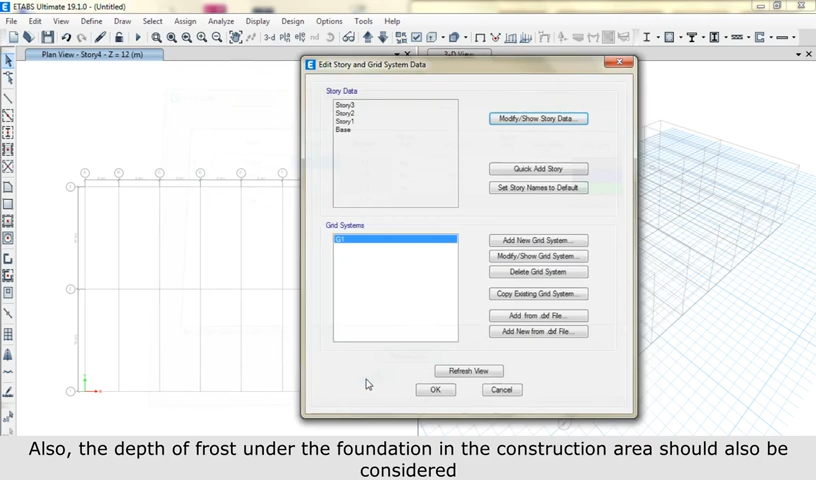 ETABS Ultimate 19.1.0 - (Untitled)
File Edit View Define Draw Select Assign Analyze Display Design Options Tools Help
3-d
Plan View - Story4 - Z = 12 (m)
3-D View
Edit Story and Grid System Data
Story Data
Story3
Story2
Story1
Base
Modify/Show Story Data...
Quick Add Story
Set Story Names to Default
Grid Systems
G1
Add New Grid System...
Modify/Show Grid System...
Delete Grid System
Copy Existing Grid System...
Add from .dxf File...
Add New from .dxf File...
Refresh View
OK
Cancel
Also, the depth of frost under the foundation in the construction area should also be
considered